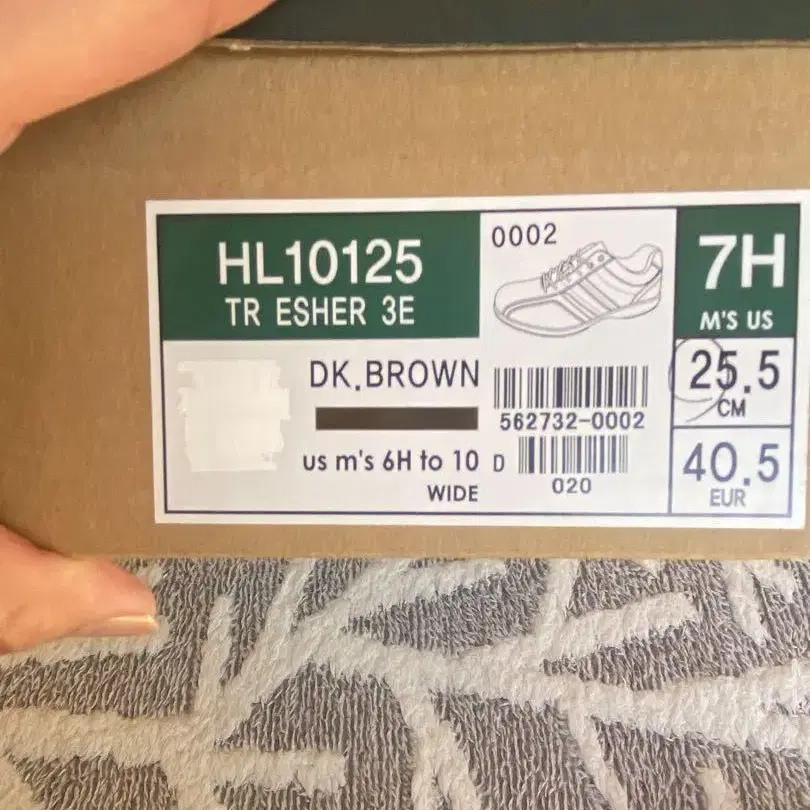 HL10125
TR ESHER 3E
0002
7H
M'S US
DK.BROWN
562732-0002
25.5
CM
us m's 6H to 10 D
WIDE
020
40.5
EUR